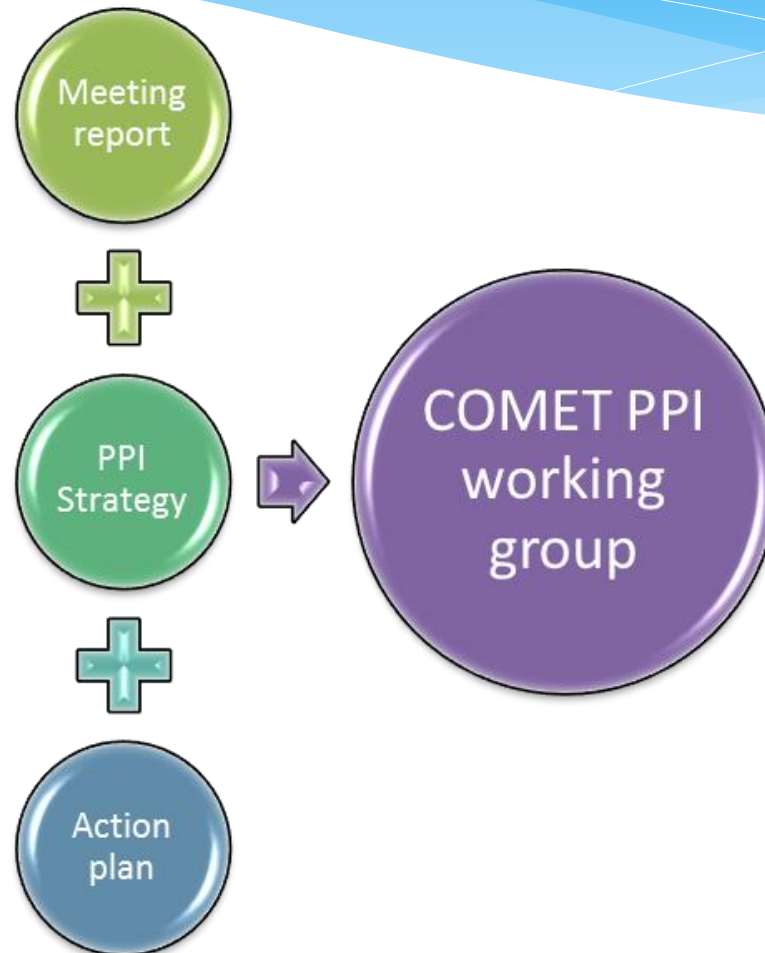 Meeting
report
PPI
Strategy
Action
plan
COMET PPI
working
group